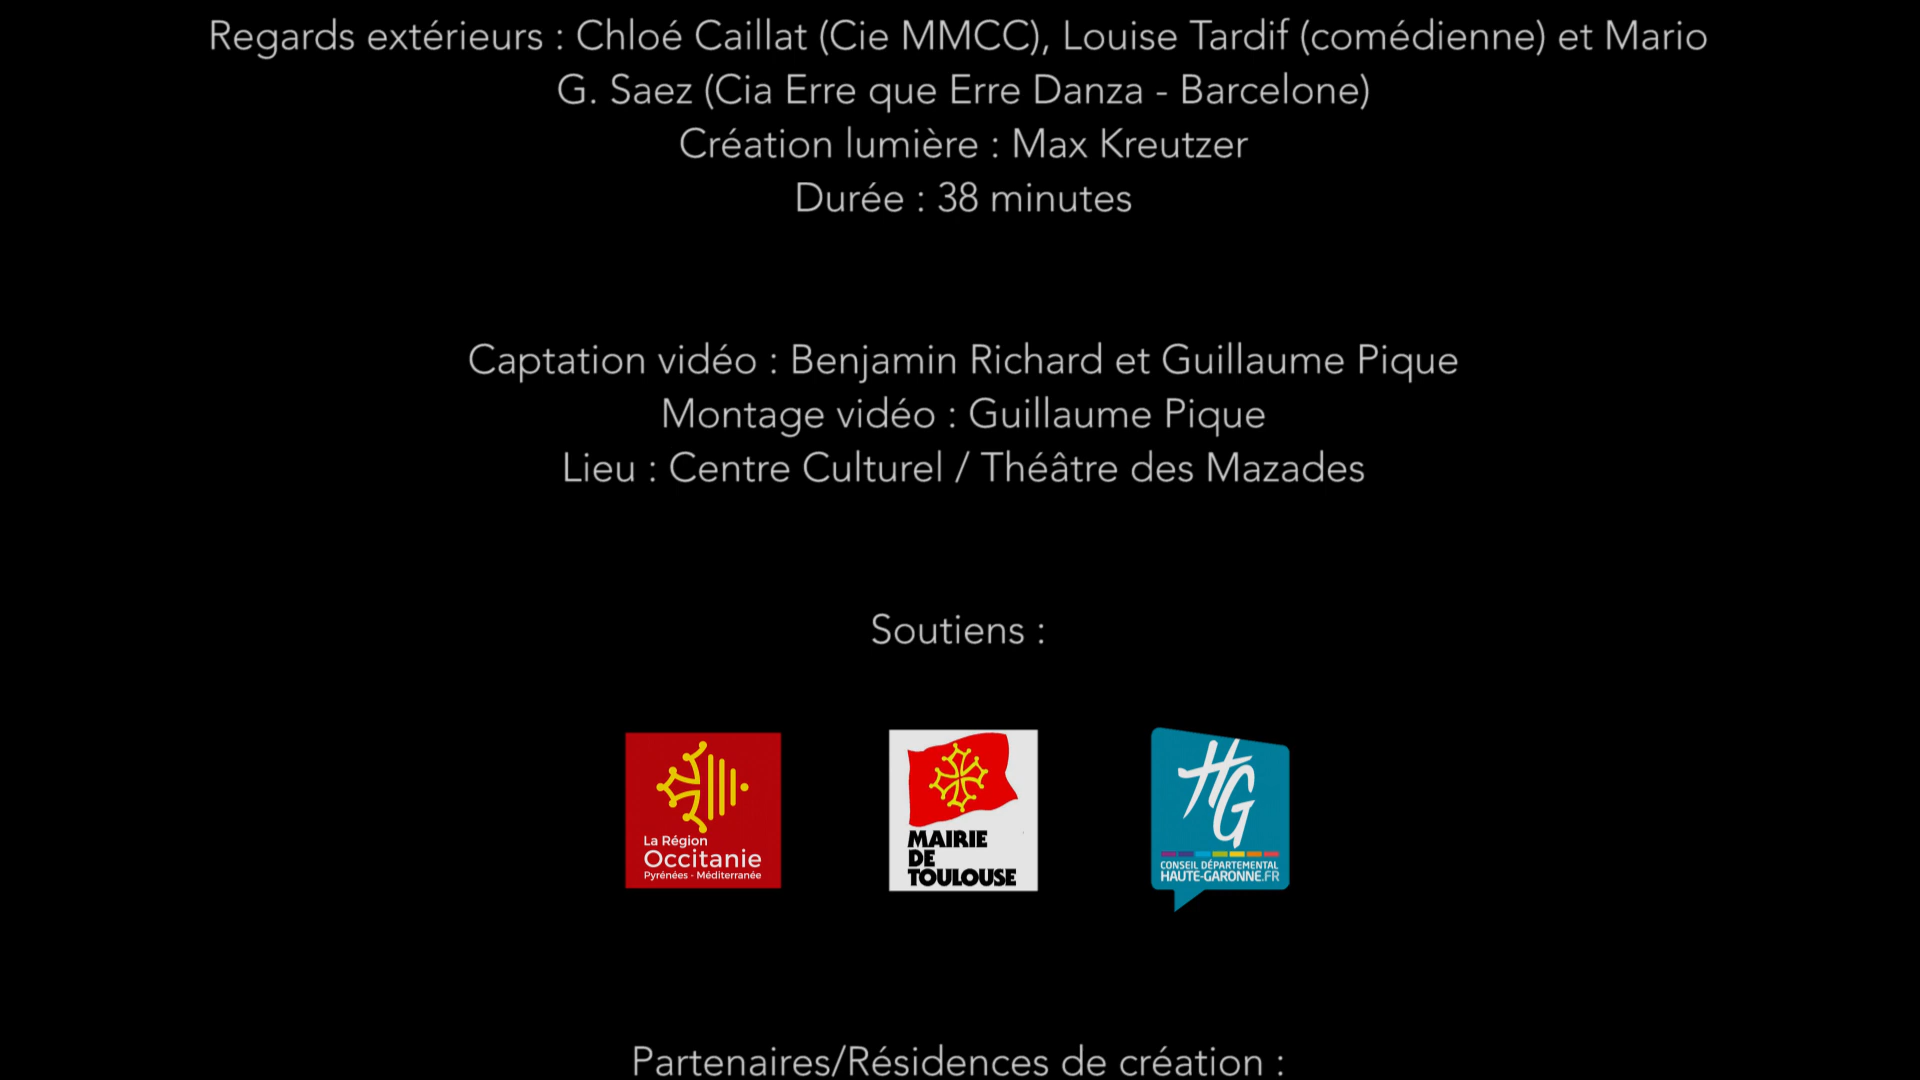 Regards extérieurs : Chloé Caillat (Cie MMCC), Louise Tardif (comédienne) et Mario
G. Saez (Cia Erre que Erre Danza - Barcelone)
Création lumière : Max Kreutzer
Durée : 38 minutes
Captation vidéo : Benjamin Richard et Guillaume Pique
Montage vidéo : Guillaume Pique
Lieu : Centre Culturel / Théâtre des Mazades
Soutiens :
La Région
Occitanie
Pyrénées - Méditerranée
MAIRIE
DE
TOULOUSE
HG
CONSEIL DÉPARTEMENTAL
HAUTE-GARONNE.FR
Partenaires/Résidences de création :